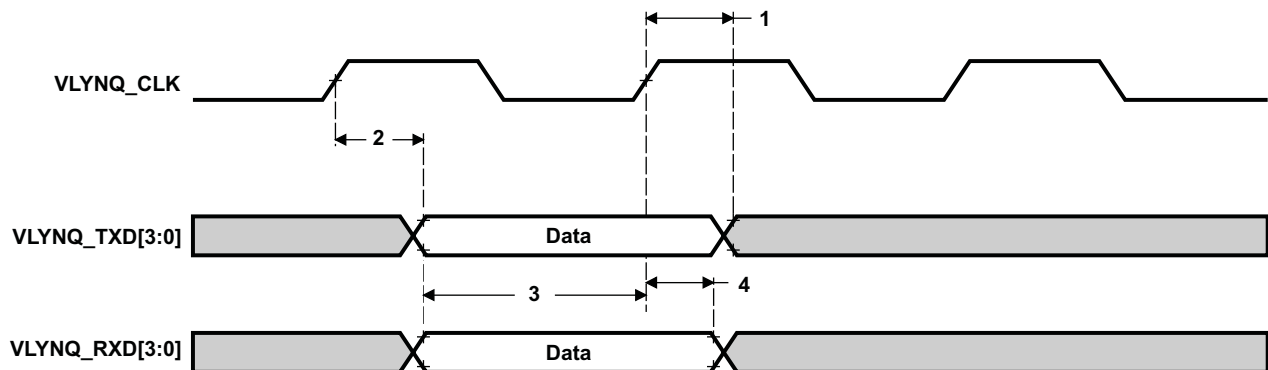 1
VLYNQ_CLK
2
VLYNQ_TXD[3:0]
Data
3
4
VLYNQ_RXD[3:0]
Data